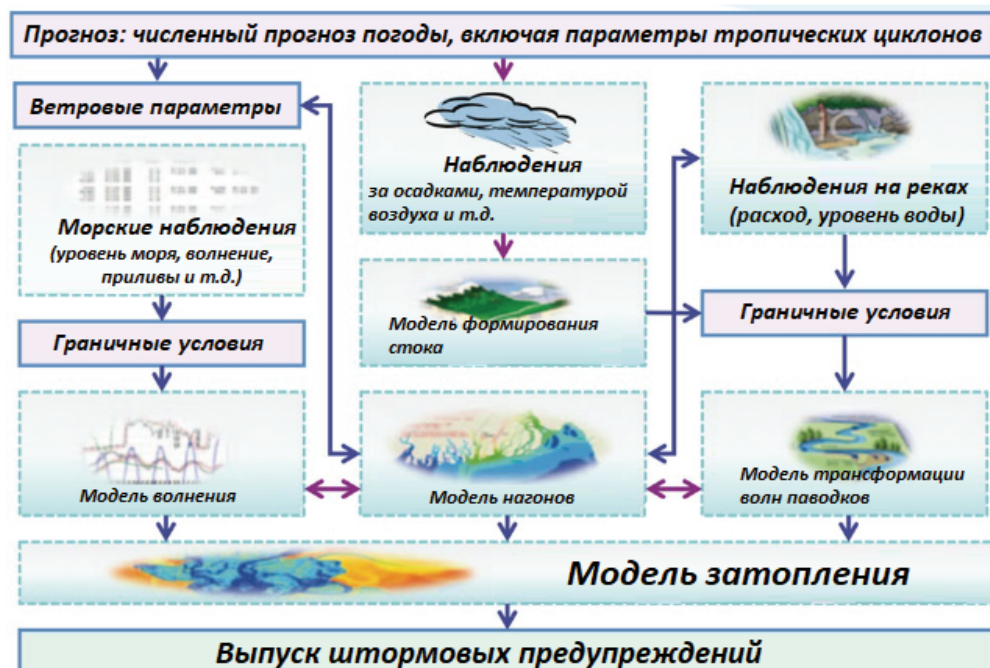 Прогноз: численный прогноз погоды, включая параметры тропических циклонов
Ветровые параметры
Морские наблюдения
(уровень моря, волнение,
приливы и т.д.)
Граничные условия
Модель волнения
Наблюдения
за осадками, температурой
воздуха и т.д.
Модель формирования
стока
Модель нагонов
Наблюдения на реках
(расход, уровень воды)
Граничные условия
Модель трансформации
волн паводков
Модель затопления
Выпуск штормовых предупреждений